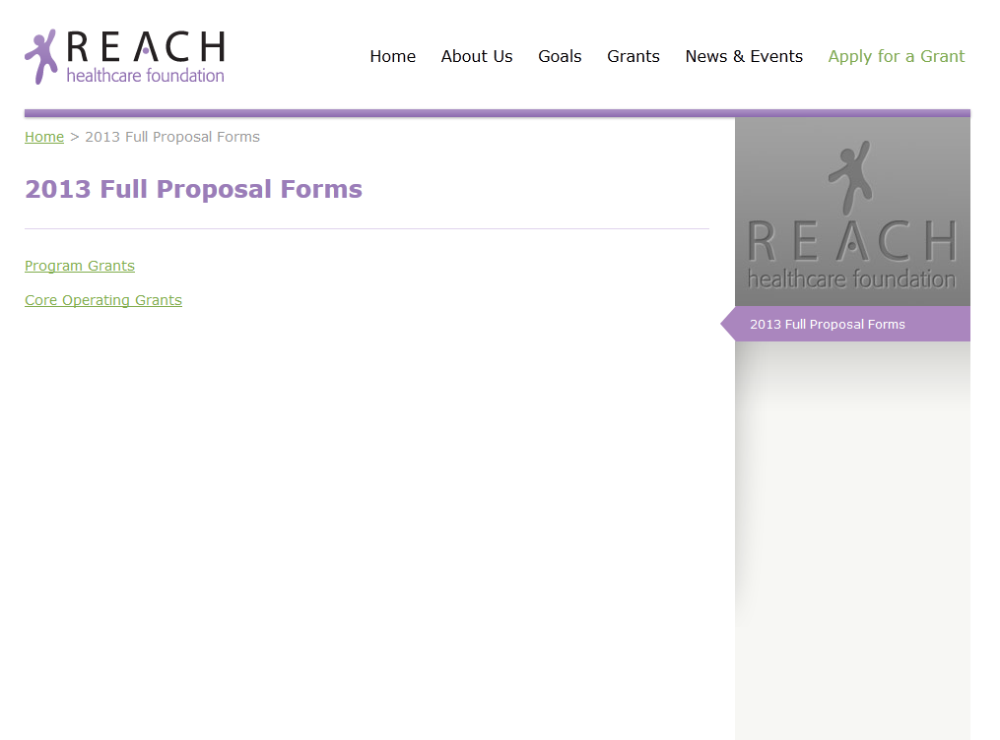 REACH
healthcare foundation
Home About Us Goals Grants News & Events Apply for a Grant
Home > 2013 Full Proposal Forms
2013 Full Proposal Forms
Program Grants
Core Operating Grants
REACH
healthcare foundation
2013 Full Proposal Forms